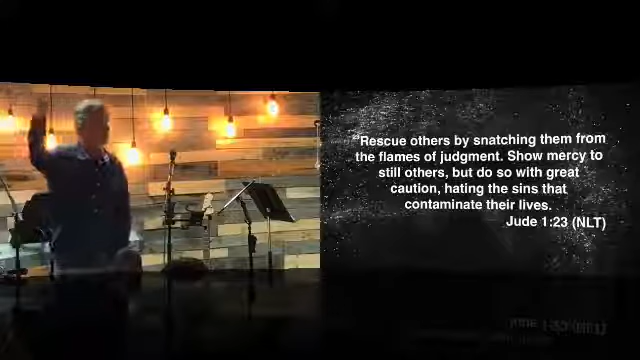 "Rescue others by snatching them from
the flames of judgment. Show mercy to
still others, but do so with great
caution, hating the sins that
contaminate their lives.
Jude 1:23 (NLT)